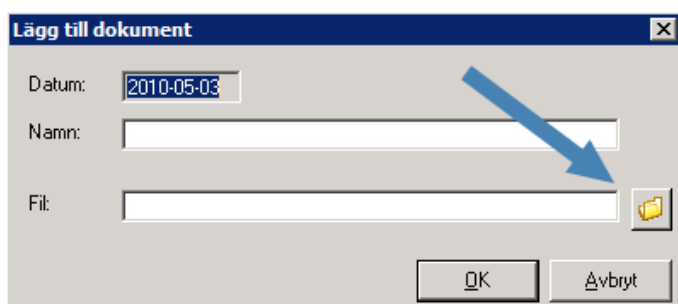 Lägg till dokument
Datum: 2010-05-03
Namn:
Fil:
OK Avbryt